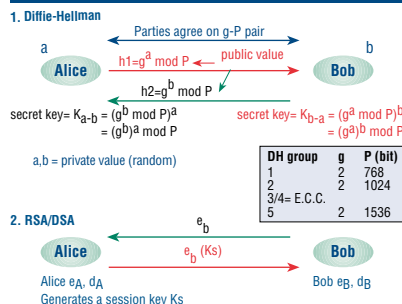 1. Diffie-Hellman
Parties agree on g-P pair
a
b
Alice
h1=g^a mod P
public value
Bob
h2=g^b mod P
secret key= K_a-b = (g^b mod P)^a
= (g^b)^a mod P
secret key= K_b-a = (g^a mod P)^b
= (g^a)^b mod P
a,b = private value (random)
DH group g P (bit)
1 2 768
2 2 1024
3/4= E.C.C.
5 2 1536
2. RSA/DSA
e_b
Alice
e_b (Ks)
Bob
Alice e_A, d_A
Bob e_B, d_B
Generates a session key Ks